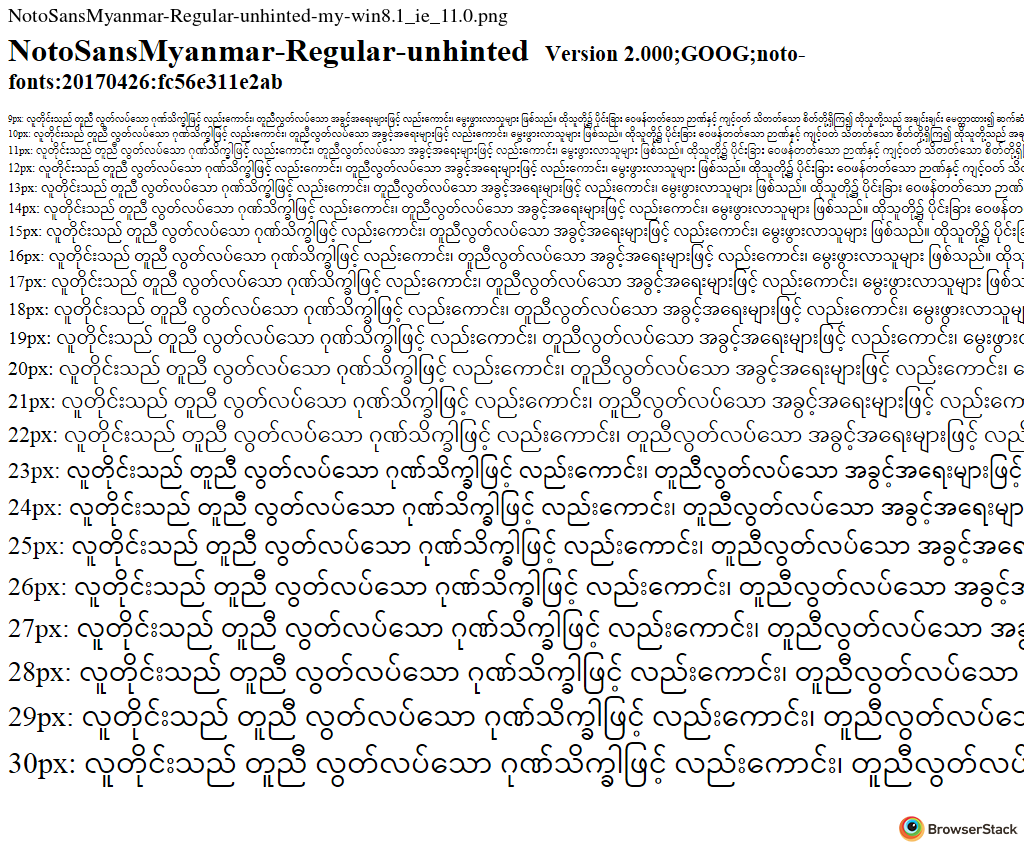 NotoSansMyanmar-Regular-unhinted-my-win8.1_ie_11.0.png
NotoSansMyanmar-Regular-unhinted Version 2.000;GOOG;noto-
fonts:20170426:fc56e311e2ab
9px: လူတိုင်းသည် တူညီ လွတ်လပ်သော ဂုဏ်သိက္ခါဖြင့် လည်းကောင်း၊ တူညီလွတ်လပ်သော အခွင့်အရေးများဖြင့် လည်းကောင်း၊ မွေးဖွားလာသူများ ဖြစ်သည်။ ထိုသူတို့၌ ပိုင်းခြား ဝေဖန်တတ်သော ဉာဏ်နှင့် ကျင့်ဝတ် သိတတ်သော စိတ်တို့ရှိကြ၍ ထိုသူတို့သည် အချင်းချင်း မေတ္တာထား၍ ဆက်ဆံ
10px: လူတိုင်းသည် တူညီ လွတ်လပ်သော ဂုဏ်သိက္ခါဖြင့် လည်းကောင်း၊ တူညီလွတ်လပ်သော အခွင့်အရေးများဖြင့် လည်းကောင်း၊ မွေးဖွားလာသူများ ဖြစ်သည်။ ထိုသူတို့၌ ပိုင်းခြား ဝေဖန်တတ်သော ဉာဏ်နှင့် ကျင့်ဝတ် သိတတ်သော စိတ်တို့ရှိကြ၍ ထိုသူတို့သည်
11px: လူတိုင်းသည် တူညီ လွတ်လပ်သော ဂုဏ်သိက္ခါဖြင့် လည်းကောင်း၊ တူညီလွတ်လပ်သော အခွင့်အရေးများဖြင့် လည်းကောင်း၊ မွေးဖွားလာသူများ ဖြစ်သည်။ ထိုသူတို့၌ ပိုင်းခြား ဝေဖန်တတ်သော ဉာဏ်နှင့် ကျင့်ဝတ် သိတတ်သော
12px: လူတိုင်းသည် တူညီ လွတ်လပ်သော ဂုဏ်သိက္ခါဖြင့် လည်းကောင်း၊ တူညီလွတ်လပ်သော အခွင့်အရေးများဖြင့် လည်းကောင်း၊ မွေးဖွားလာသူများ ဖြစ်သည်။ ထိုသူတို့၌ ပိုင်းခြား ဝေဖန်တတ်သော ဉာဏ်နှင့် ကျင့်ဝတ် သိ
13px: လူတိုင်းသည် တူညီ လွတ်လပ်သော ဂုဏ်သိက္ခါဖြင့် လည်းကောင်း၊ တူညီလွတ်လပ်သော အခွင့်အရေးများဖြင့် လည်းကောင်း၊ မွေးဖွားလာသူများ ဖြစ်သည်။ ထိုသူတို့၌ ပိုင်းခြား ဝေဖန်တတ်သော ဉာဏ်
14px: လူတိုင်းသည် တူညီ လွတ်လပ်သော ဂုဏ်သိက္ခါဖြင့် လည်းကောင်း၊ တူညီလွတ်လပ်သော အခွင့်အရေးများဖြင့် လည်းကောင်း၊ မွေးဖွားလာသူများ ဖြစ်သည်။ ထိုသူတို့၌ ပိုင်းခြား ဝေဖန်တ
15px: လူတိုင်းသည် တူညီ လွတ်လပ်သော ဂုဏ်သိက္ခါဖြင့် လည်းကောင်း၊ တူညီလွတ်လပ်သော အခွင့်အရေးများဖြင့် လည်းကောင်း၊ မွေးဖွားလာသူများ ဖြစ်သည်။ ထိုသူတို့၌ ပိုင်းခြ
16px: လူတိုင်းသည် တူညီ လွတ်လပ်သော ဂုဏ်သိက္ခါဖြင့် လည်းကောင်း၊ တူညီလွတ်လပ်သော အခွင့်အရေးများဖြင့် လည်းကောင်း၊ မွေးဖွားလာသူများ ဖြစ်သည်။ ထိုသူ
17px: လူတိုင်းသည် တူညီ လွတ်လပ်သော ဂုဏ်သိက္ခါဖြင့် လည်းကောင်း၊ တူညီလွတ်လပ်သော အခွင့်အရေးများဖြင့် လည်းကောင်း၊ မွေးဖွားလာသူများ ဖြစ်သ
18px: လူတိုင်းသည် တူညီ လွတ်လပ်သော ဂုဏ်သိက္ခါဖြင့် လည်းကောင်း၊ တူညီလွတ်လပ်သော အခွင့်အရေးများဖြင့် လည်းကောင်း၊ မွေးဖွားလာသူမျ
19px: လူတိုင်းသည် တူညီ လွတ်လပ်သော ဂုဏ်သိက္ခါဖြင့် လည်းကောင်း၊ တူညီလွတ်လပ်သော အခွင့်အရေးများဖြင့် လည်းကောင်း၊ မွေးဖွား
20px: လူတိုင်းသည် တူညီ လွတ်လပ်သော ဂုဏ်သိက္ခါဖြင့် လည်းကောင်း၊ တူညီလွတ်လပ်သော အခွင့်အရေးများဖြင့် လည်းကောင်း၊
21px: လူတိုင်းသည် တူညီ လွတ်လပ်သော ဂုဏ်သိက္ခါဖြင့် လည်းကောင်း၊ တူညီလွတ်လပ်သော အခွင့်အရေးများဖြင့် လည်းကော
22px: လူတိုင်းသည် တူညီ လွတ်လပ်သော ဂုဏ်သိက္ခါဖြင့် လည်းကောင်း၊ တူညီလွတ်လပ်သော အခွင့်အရေးများဖြင့် လည်
23px: လူတိုင်းသည် တူညီ လွတ်လပ်သော ဂုဏ်သိက္ခါဖြင့် လည်းကောင်း၊ တူညီလွတ်လပ်သော အခွင့်အရေးများဖြင့်
24px: လူတိုင်းသည် တူညီ လွတ်လပ်သော ဂုဏ်သိက္ခါဖြင့် လည်းကောင်း၊ တူညီလွတ်လပ်သော အခွင့်အရေးမျာ
25px: လူတိုင်းသည် တူညီ လွတ်လပ်သော ဂုဏ်သိက္ခါဖြင့် လည်းကောင်း၊ တူညီလွတ်လပ်သော အခွင့်အရေ
26px: လူတိုင်းသည် တူညီ လွတ်လပ်သော ဂုဏ်သိက္ခါဖြင့် လည်းကောင်း၊ တူညီလွတ်လပ်သော အခွင့်အ
27px: လူတိုင်းသည် တူညီ လွတ်လပ်သော ဂုဏ်သိက္ခါဖြင့် လည်းကောင်း၊ တူညီလွတ်လပ်သော အခွ
28px: လူတိုင်းသည် တူညီ လွတ်လပ်သော ဂုဏ်သိက္ခါဖြင့် လည်းကောင်း၊ တူညီလွတ်လပ်သော
29px: လူတိုင်းသည် တူညီ လွတ်လပ်သော ဂုဏ်သိက္ခါဖြင့် လည်းကောင်း၊ တူညီလွတ်လပ်သေ
30px: လူတိုင်းသည် တူညီ လွတ်လပ်သော ဂုဏ်သိက္ခါဖြင့် လည်းကောင်း၊ တူညီလွတ်လပ်
BrowserStack